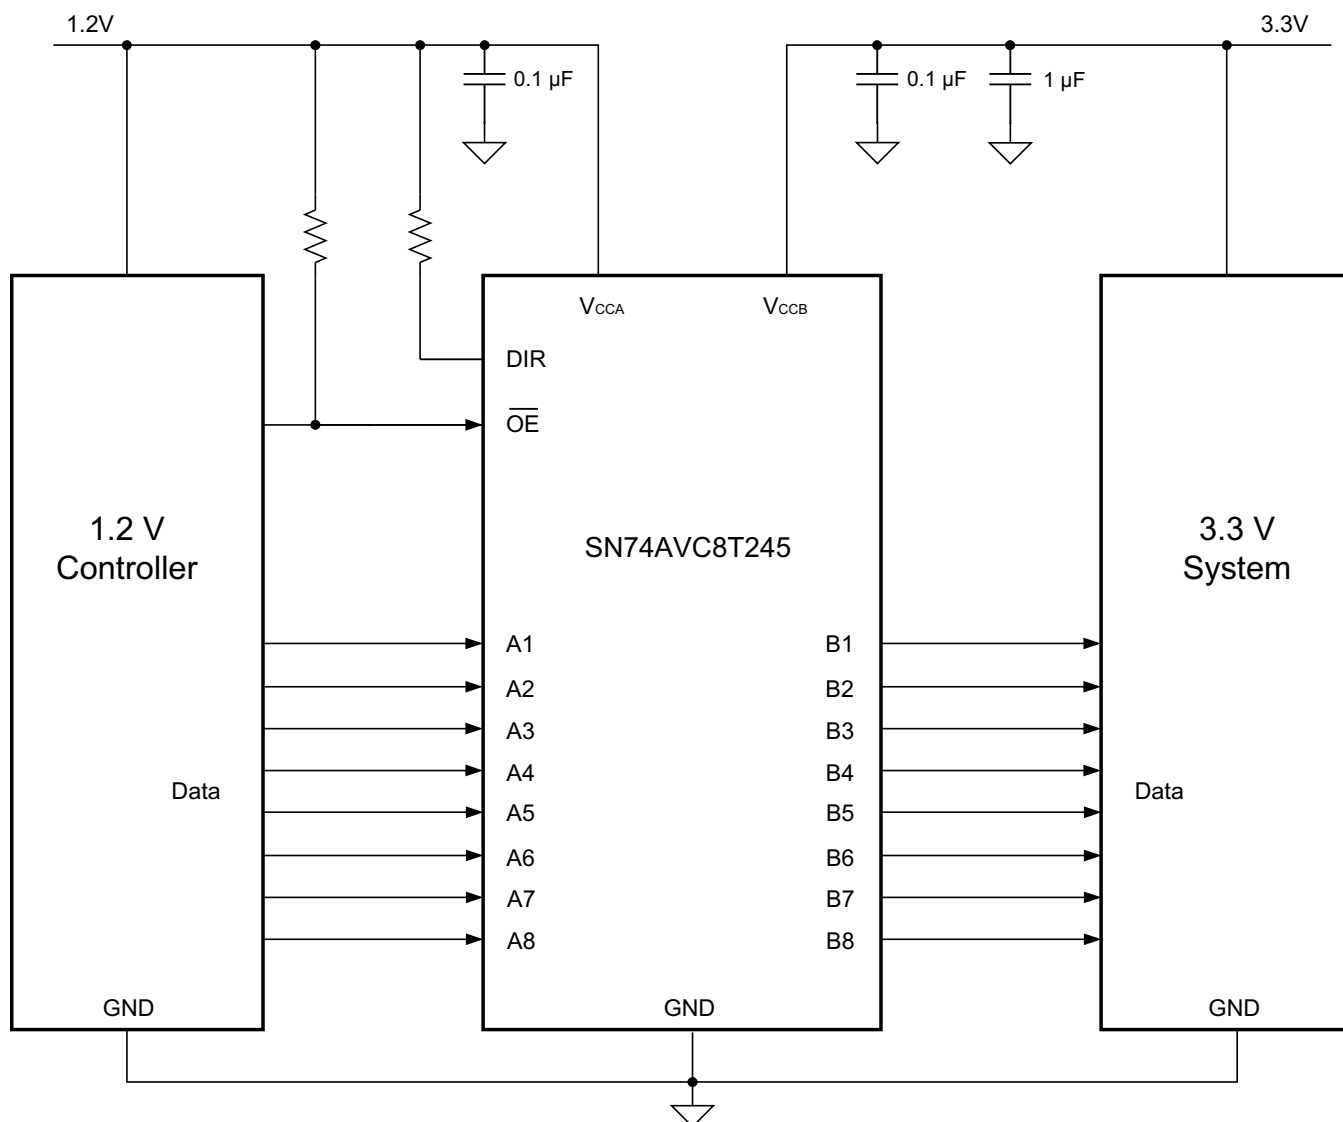 1.2V
3.3V
0.1 µF
0.1 µF
1 µF
VCCA
VCCB
DIR
OE
1.2 V
Controller
SN74AVC8T245
3.3 V
System
A1
B1
A2
B2
A3
B3
A4
B4
Data
Data
A5
B5
A6
B6
A7
B7
A8
B8
GND
GND
GND